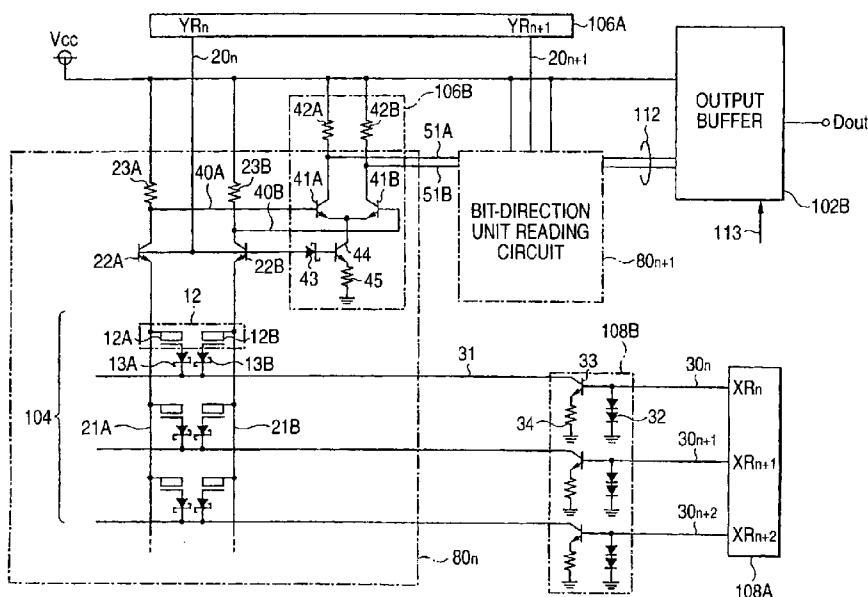 YRn YRn+1 106A
Vcc 20n 20n+1
106B
42A 42B 51A 112
OUTPUT
BUFFER
Dout
23A 23B 40A 40B 41A 41B 51B
BIT-DIRECTION
UNIT READING
CIRCUIT
113 102B
22A 22B 43 44 45 80n+1
12
12A 12B 108B
13A 13B 31 33 30n XRn
34 32
104 21A 21B 30n+1 XRn+1
30n+2 XRn+2
80n 108A